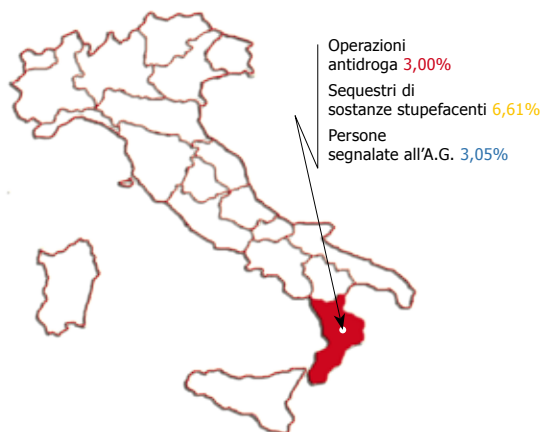 Operazioni
antidroga 3,00%
Sequestri di
sostanze stupefacenti 6,61%
Persone
segnalate all'A.G. 3,05%